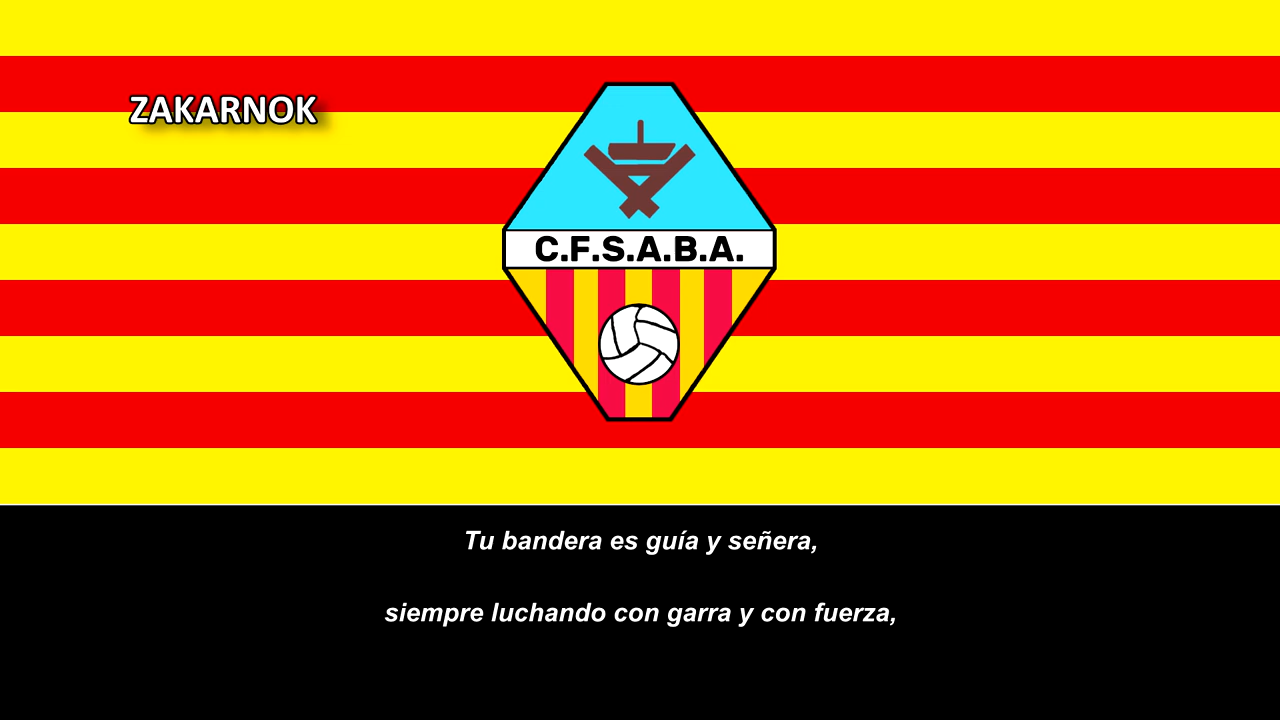 ZAKARNOK
C.F.S.A.B.A.
Tu bandera es guía y señera,
siempre luchando con garra y con fuerza,